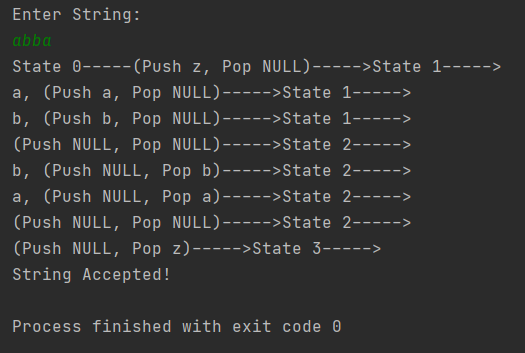 Enter String:
abba
State 0-----(Push z, Pop NULL)----->State 1----->
a, (Push a, Pop NULL)----->State 1----->
b, (Push b, Pop NULL)----->State 1----->
(Push NULL, Pop NULL)----->State 2----->
b, (Push NULL, Pop b)----->State 2----->
a, (Push NULL, Pop a)----->State 2----->
(Push NULL, Pop NULL)----->State 2----->
(Push NULL, Pop z)----->State 3----->
String Accepted!
Process finished with exit code 0